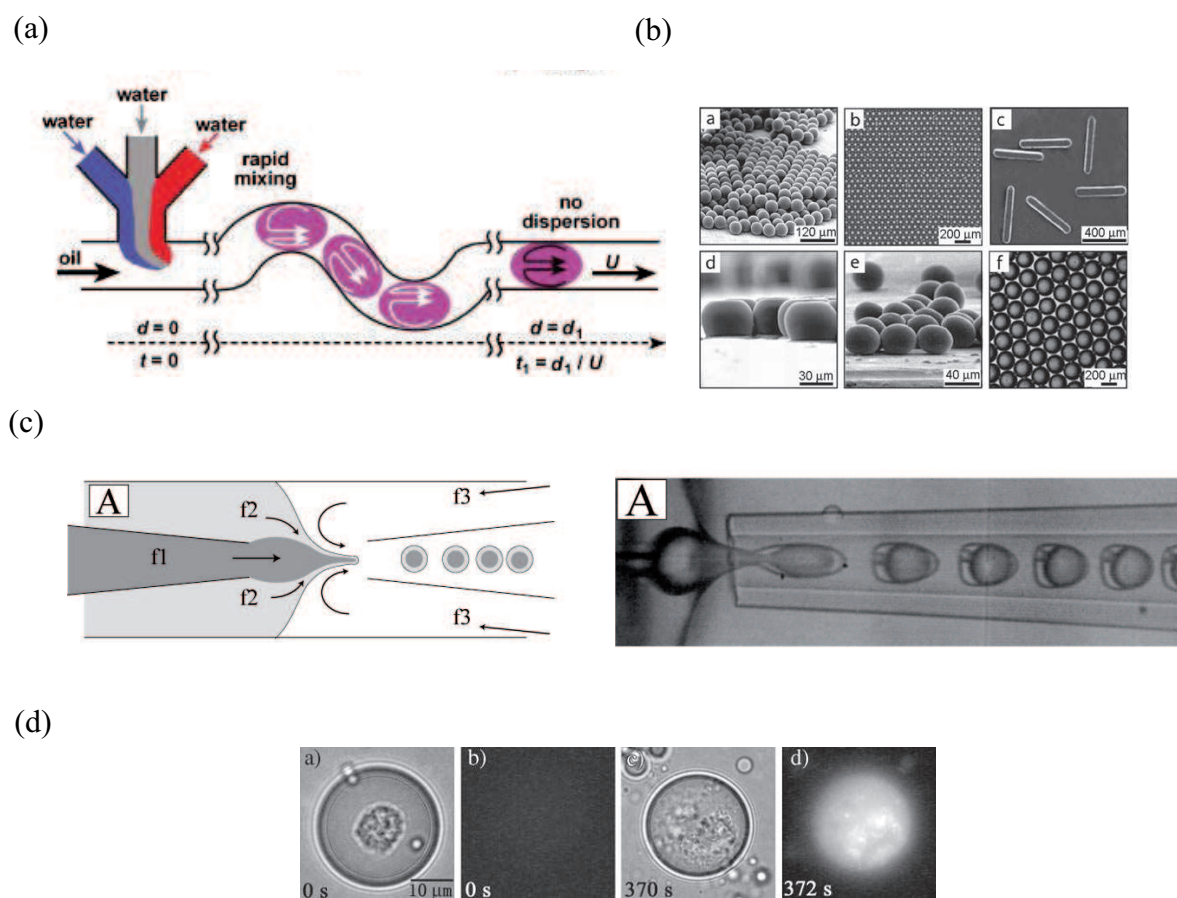 (a)
water
water
water
rapid
mixing
no
dispersion
oil
U
d = 0
d = d1
t = 0
t1 = d1 / U
(b)
a
120 µm
b
200 µm
c
400 µm
d
30 µm
e
40 µm
f
200 µm
(c)
A
f1
f2
f2
f3
f3
A
(d)
a)
0 s
10 µm
b)
0 s
c)
370 s
d)
372 s